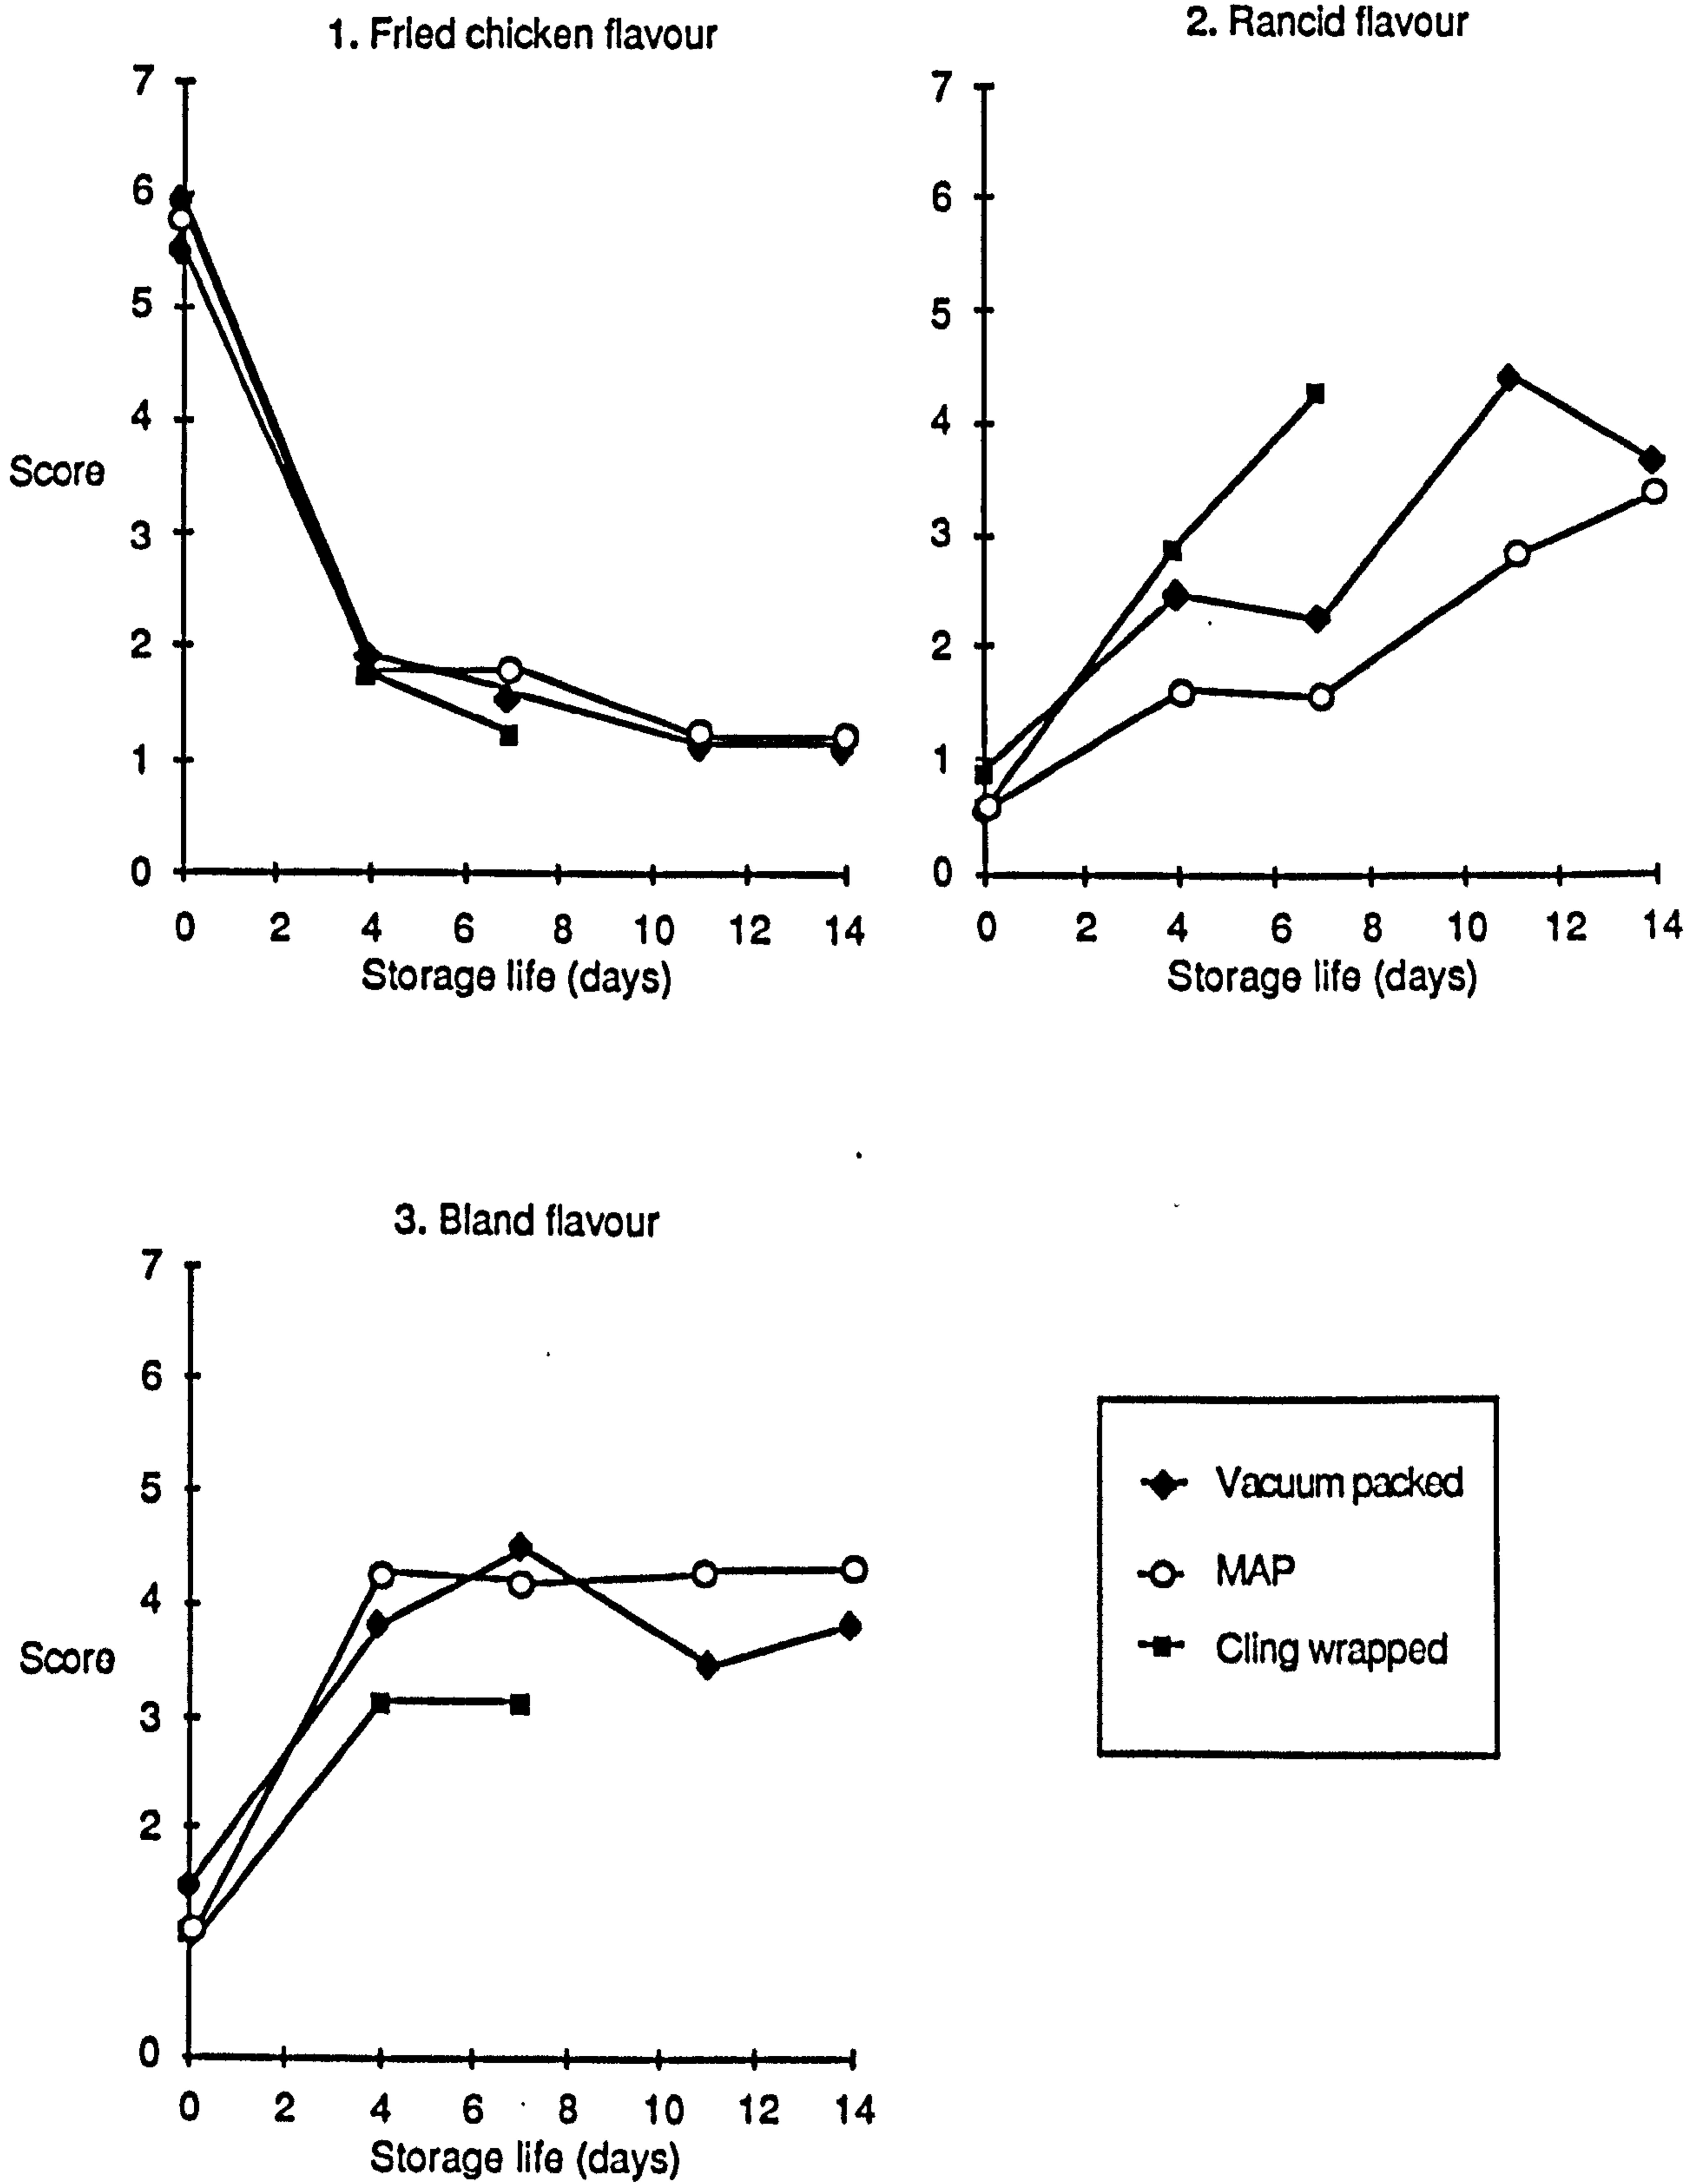 1. Fried chicken flavour
7
6
5
4
3
2
1
0
Score
0 2 4 6 8 10 12 14
Storage life (days)
2. Rancid flavour
7
6
5
4
3
2
1
0
0 2 4 6 8 10 12 14
Storage life (days)
3. Bland flavour
7
6
5
4
3
2
0
Score
0 2 4 6 8 10 12 14
Storage life (days)
Vacuum packed
MAP
Cling wrapped